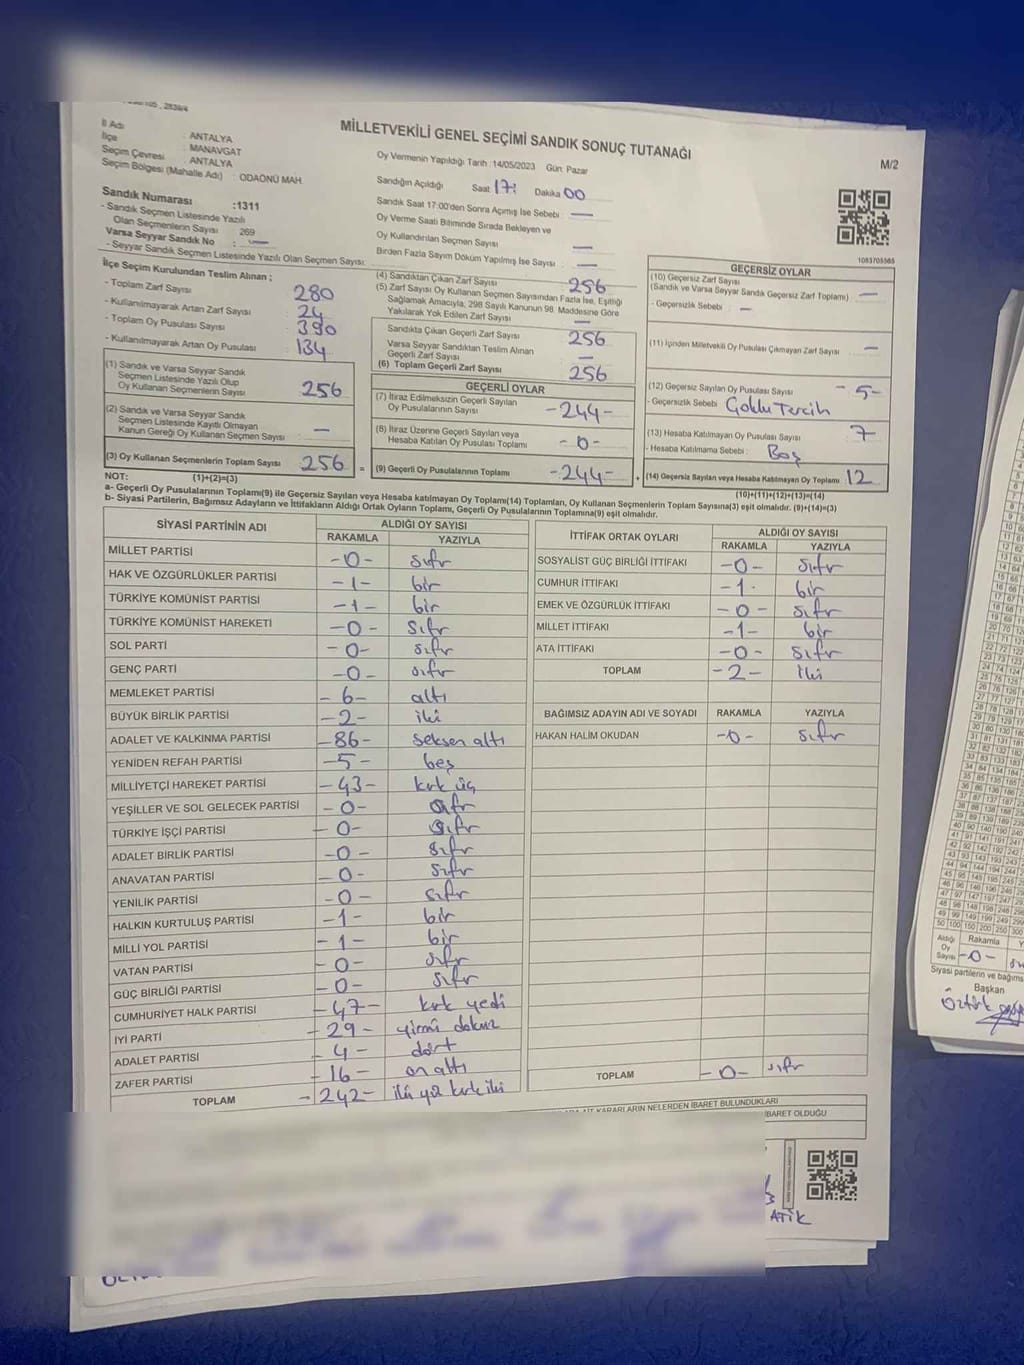 MİLLETVEKİLİ GENEL SEÇİMİ SANDIK SONUÇ TUTANAĞI
M/2
İl Adı : ANTALYA
İlçe : MANAVGAT
Seçim Çevresi : ANTALYA
Seçim Bölgesi (Mahalle Adı) : ODAÖNÜ MAH.
Sandık Numarası :1311
- Sandık Seçmen Listesinde Yazılı
Olan Seçmenlerin Sayısı 269
Varsa Seyyar Sandık No : —
- Seyyar Sandık Seçmen Listesinde Yazılı Olan Seçmen Sayısı:
Oy Vermenin Yapıldığı Tarih : 14/05/2023 Gün: Pazar
Sandığın Açıldığı Saat 17: Dakika 00
Sandık Saat 17:00'den Sonra Açımış İse Sebebi —
Oy Verme Saati Bitiminde Sırada Bekleyen ve
Oy Kullandırılan Seçmen Sayısı —
Birden Fazla Sayım Döküm Yapılmış İse Sayısı : —
1083705565
İlçe Seçim Kurulundan Teslim Alınan ;
- Toplam Zarf Sayısı : 280
- Kullanılmayarak Artan Zarf Sayısı : 24
- Toplam Oy Pusulası Sayısı : 390
- Kullanılmayarak Artan Oy Pusulası : 134
(1) Sandık ve Varsa Seyyar Sandık
Seçmen Listesinde Yazılı Olup
Oy Kullanan Seçmenlerin Sayısı 256
(2) Sandık ve Varsa Seyyar Sandık
Seçmen Listesinde Kayıtlı Olmayan
Kanun Gereği Oy Kullanan Seçmen Sayısı : —
(3) Oy Kullanan Seçmenlerin Toplam Sayısı 256
(4) Sandıktan Çıkan Zarf Sayısı : 256
(5) Zarf Sayısı Oy Kullanan Seçmen Sayısından Fazla İse, Eşitliği
Sağlamak Amacıyla, 298 Sayılı Kanunun 98. Maddesine Göre
Yakılarak Yok Edilen Zarf Sayısı : —
Sandıkta Çıkan Geçerli Zarf Sayısı 256
Varsa Seyyar Sandıktan Teslim Alınan
Geçerli Zarf Sayısı —
(6) Toplam Geçerli Zarf Sayısı 256
GEÇERLİ OYLAR
(7) İtiraz Edilmeksizin Geçerli Sayılan
Oy Pusulalarının Sayısı -244-
(8) İtiraz Üzerine Geçerli Sayılan veya
Hesaba Katılan Oy Pusulası Toplamı -0-
= (9) Geçerli Oy Pusulalarının Toplamı -244-
GEÇERSİZ OYLAR
(10) Geçersiz Zarf Sayısı
(Sandık ve Varsa Seyyar Sandık Geçersiz Zarf Toplamı) : —
- Geçersizlik Sebebi : —
(11) İçinden Milletvekili Oy Pusulası Çıkmayan Zarf Sayısı : —
(12) Geçersiz Sayılan Oy Pusulası Sayısı : -5-
- Geçersizlik Sebebi Çoklu Tercih
(13) Hesaba Katılmayan Oy Pusulası Sayısı : 7
- Hesaba Katılmama Sebebi : Boş
+ (14) Geçersiz Sayılan veya Hesaba Katılmayan Oy Toplamı 12
NOT: (1)+(2)=(3) (10)+(11)+(12)+(13)=(14)
a- Geçerli Oy Pusulalarının Toplamı(9) ile Geçersiz Sayılan veya Hesaba katılmayan Oy Toplamı(14) Toplamları, Oy Kullanan Seçmenlerin Toplam Sayısına(3) eşit olmalıdır. (9)+(14)=(3)
b- Siyasi Partilerin, Bağımsız Adayların ve İttifakların Aldığı Ortak Oyların Toplamı, Geçerli Oy Pusulalarının Toplamına(9) eşit olmalıdır.
SİYASİ PARTİNİN ADI ALDIĞI OY SAYISI
RAKAMLA YAZIYLA
MİLLET PARTİSİ -0- sıfır
HAK VE ÖZGÜRLÜKLER PARTİSİ -1- bir
TÜRKİYE KOMÜNİST PARTİSİ -1- bir
TÜRKİYE KOMÜNİST HAREKETİ -0- sıfır
SOL PARTİ -0- sıfır
GENÇ PARTİ -0- sıfır
MEMLEKET PARTİSİ -6- altı
BÜYÜK BİRLİK PARTİSİ -2- iki
ADALET VE KALKINMA PARTİSİ -86- seksen altı
YENİDEN REFAH PARTİSİ -5- beş
MİLLİYETÇİ HAREKET PARTİSİ -43- kırk üç
YEŞİLLER VE SOL GELECEK PARTİSİ -0- sıfır
TÜRKİYE İŞÇİ PARTİSİ -0- sıfır
ADALET BİRLİK PARTİSİ -0- sıfır
ANAVATAN PARTİSİ -0- sıfır
YENİLİK PARTİSİ -0- sıfır
HALKIN KURTULUŞ PARTİSİ -1- bir
MİLLİ YOL PARTİSİ -1- bir
VATAN PARTİSİ -0- sıfır
GÜÇ BİRLİĞİ PARTİSİ -0- sıfır
CUMHURİYET HALK PARTİSİ -47- kırk yedi
İYİ PARTİ -29- yirmi dokuz
ADALET PARTİSİ -4- dört
ZAFER PARTİSİ -16- on altı
TOPLAM -242- iki yüz kırk iki
İTTİFAK ORTAK OYLARI ALDIĞI OY SAYISI
RAKAMLA YAZIYLA
SOSYALİST GÜÇ BİRLİĞİ İTTİFAKI -0- sıfır
CUMHUR İTTİFAKI -1- bir
EMEK VE ÖZGÜRLÜK İTTİFAKI -0- sıfır
MİLLET İTTİFAKI -1- bir
ATA İTTİFAKI -0- sıfır
TOPLAM -2- iki
BAĞIMSIZ ADAYIN ADI VE SOYADI RAKAMLA YAZIYLA
HAKAN HALİM OKUDAN -0- sıfır
TOPLAM -0- sıfır
KARARLARIN NELERDEN İBARET BULUNDUKLARI
İBARET OLDUĞU
ATİK
Aldığı
Oy
Sayısı
Rakamla
-0-
Siyasi partilerin ve bağıms
Başkan